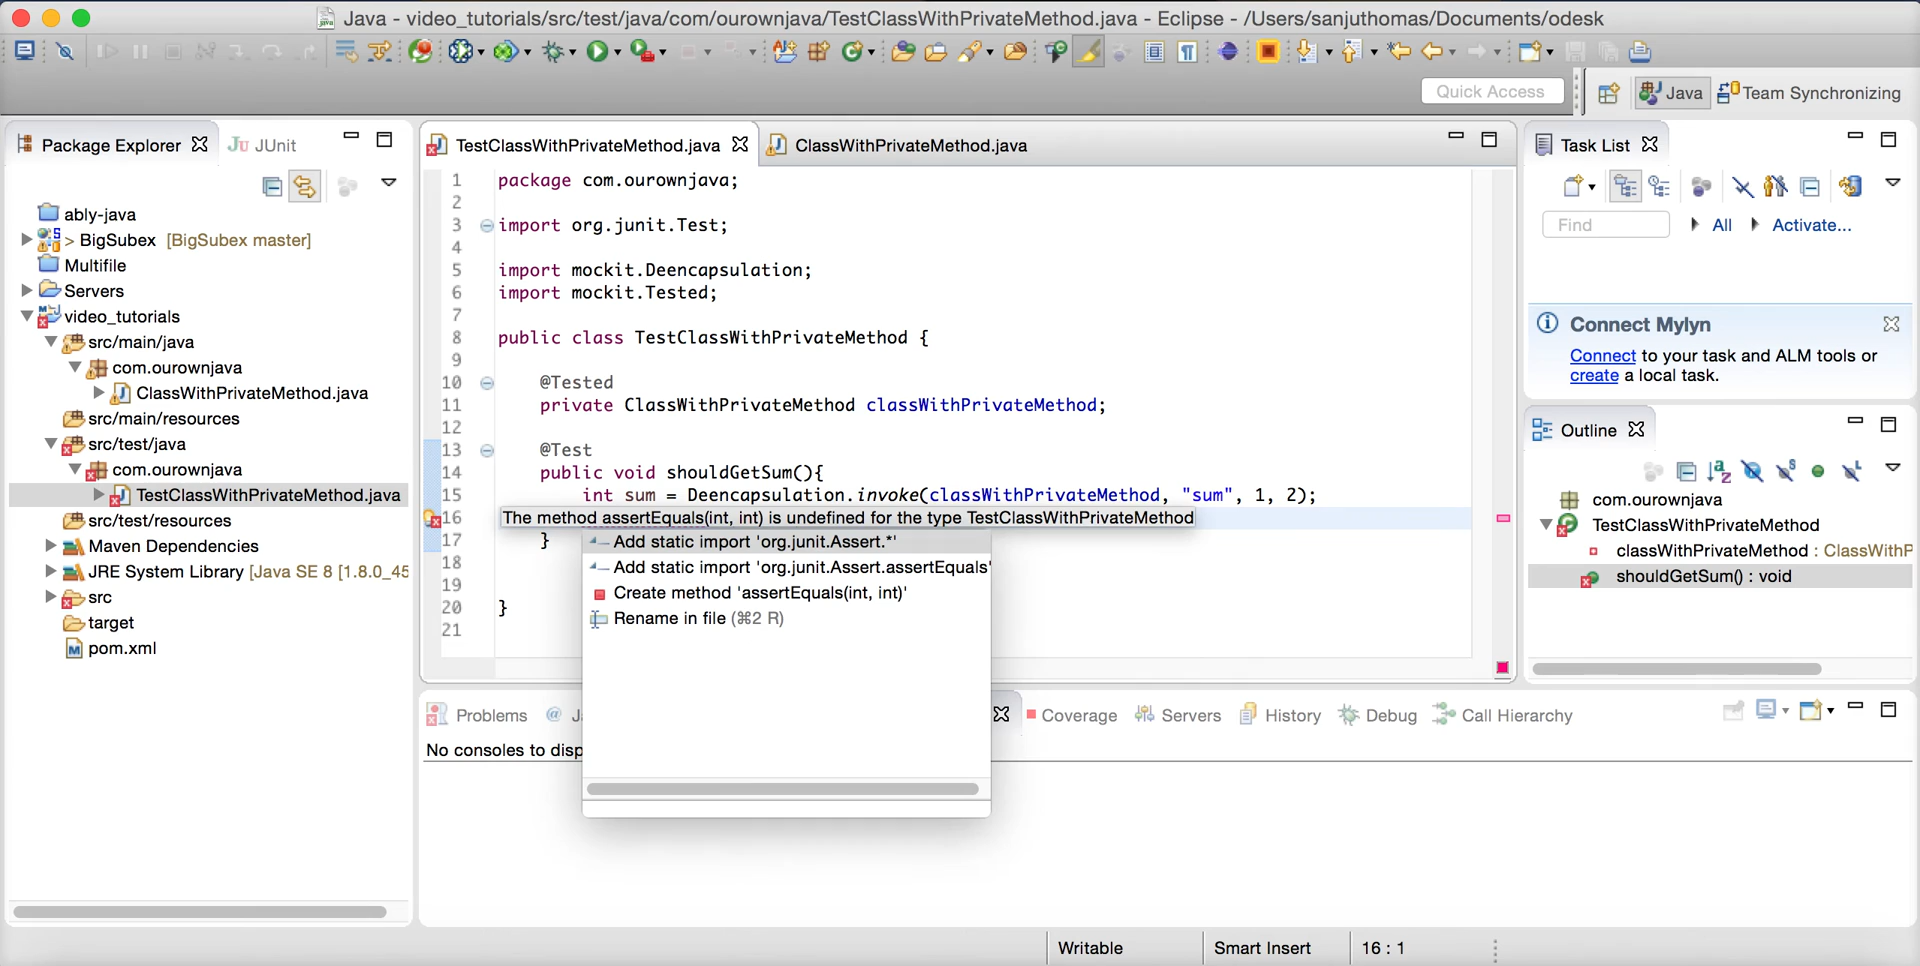 Java - video_tutorials/src/test/java/com/ourownjava/TestClassWithPrivateMethod.java - Eclipse - /Users/sanjuthomas/Documents/odesk
Quick Access
Java
Team Synchronizing
Package Explorer
JUnit
ably-java
> BigSubex [BigSubex master]
Multifile
Servers
video_tutorials
src/main/java
com.ourownjava
ClassWithPrivateMethod.java
src/main/resources
src/test/java
com.ourownjava
TestClassWithPrivateMethod.java
src/test/resources
Maven Dependencies
JRE System Library [Java SE 8 [1.8.0_45
src
target
pom.xml
TestClassWithPrivateMethod.java
ClassWithPrivateMethod.java
1 package com.ourownjava;
2
3 import org.junit.Test;
4
5 import mockit.Deencapsulation;
6 import mockit.Tested;
7
8 public class TestClassWithPrivateMethod {
9
10 @Tested
11 private ClassWithPrivateMethod classWithPrivateMethod;
12
13 @Test
14 public void shouldGetSum(){
15 int sum = Deencapsulation.invoke(classWithPrivateMethod, "sum", 1, 2);
16 The method assertEquals(int, int) is undefined for the type TestClassWithPrivateMethod
17 }
18
19
20 }
21
Add static import 'org.junit.Assert.*'
Add static import 'org.junit.Assert.assertEquals'
Create method 'assertEquals(int, int)'
Rename in file (⌘2 R)
Task List
Find
All
Activate...
Connect Mylyn
Connect to your task and ALM tools or
create a local task.
Outline
com.ourownjava
TestClassWithPrivateMethod
classWithPrivateMethod : ClassWithP
shouldGetSum() : void
Problems
@ J
Coverage
Servers
History
Debug
Call Hierarchy
No consoles to disp
Writable
Smart Insert
16 : 1